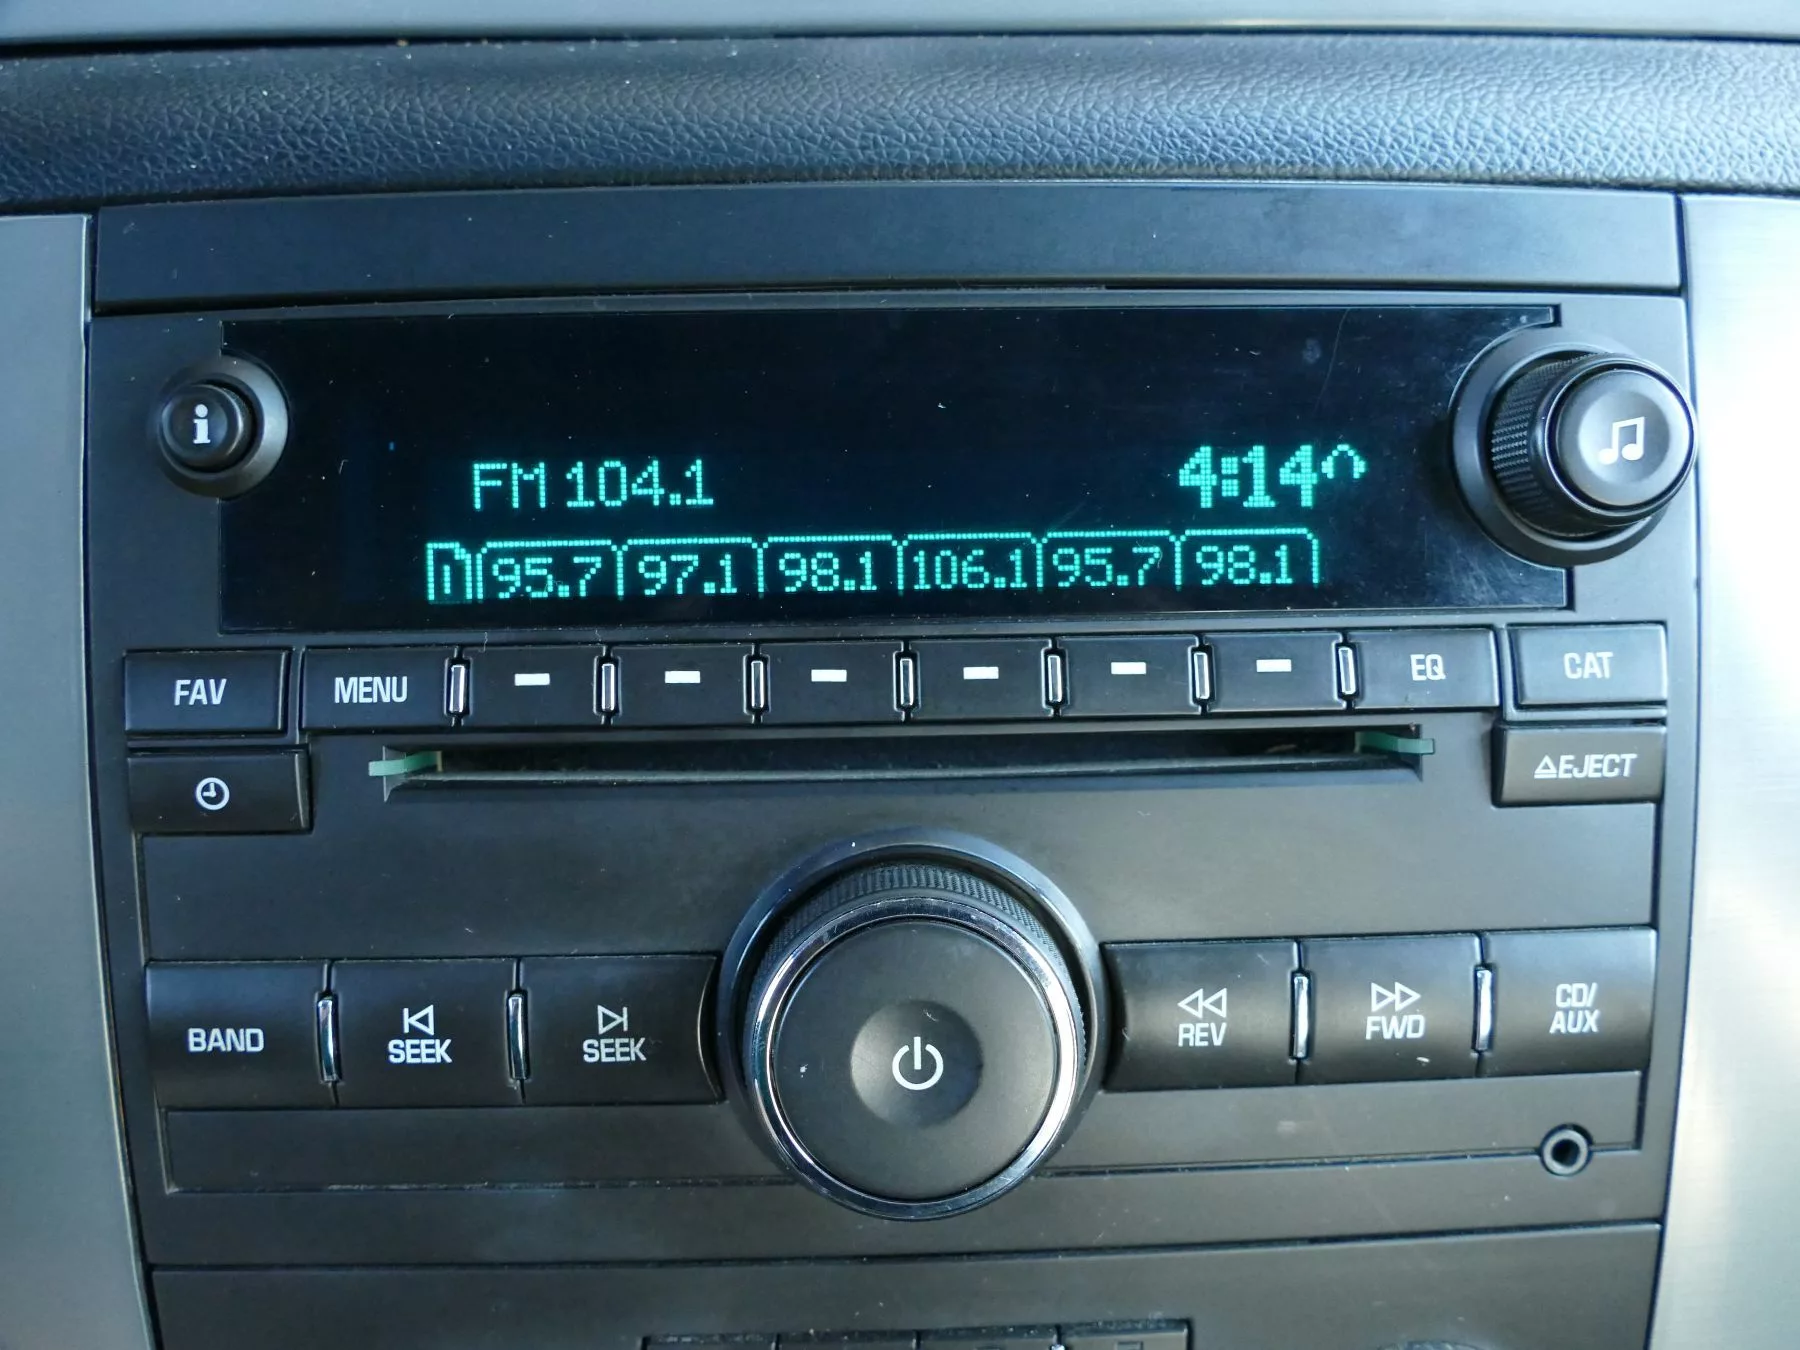 i
FM 104.1 4:14^
1 95.7 97.1 98.1 106.1 95.7 98.1
FAV MENU EQ CAT
EJECT
BAND SEEK SEEK REV FWD CD/
AUX